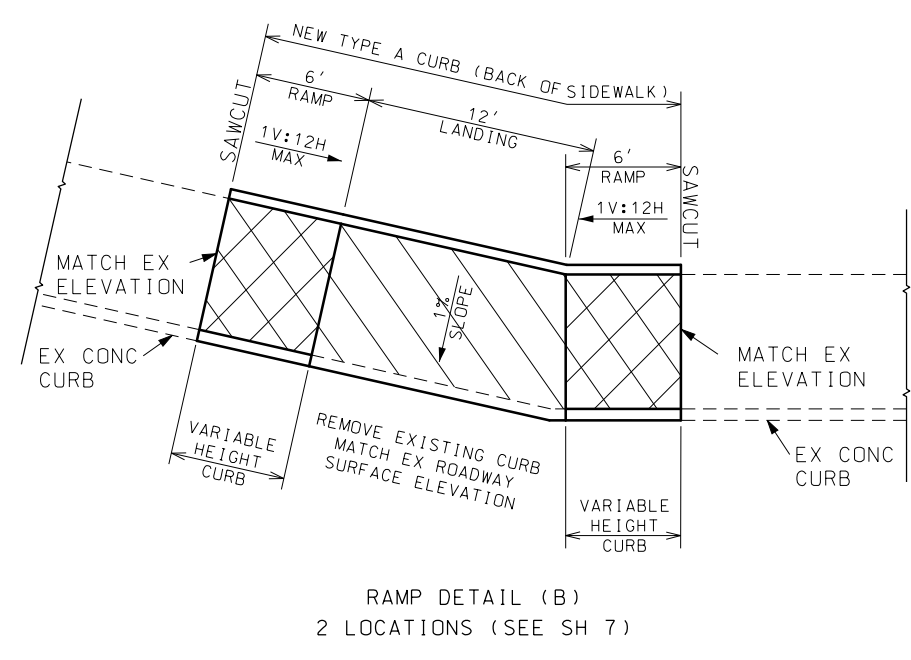 NEW TYPE A CURB (BACK OF SIDEWALK)
6'
RAMP
12'
LANDING
SAWCUT
1V:12H
MAX
6'
RAMP
SAWCUT
1V:12H
MAX
MATCH EX
ELEVATION
1%
SLOPE
EX CONC
CURB
MATCH EX
ELEVATION
VARIABLE
HEIGHT
CURB
REMOVE EXISTING CURB
MATCH EX ROADWAY
SURFACE ELEVATION
EX CONC
CURB
VARIABLE
HEIGHT
CURB
RAMP DETAIL (B)
2 LOCATIONS (SEE SH 7)